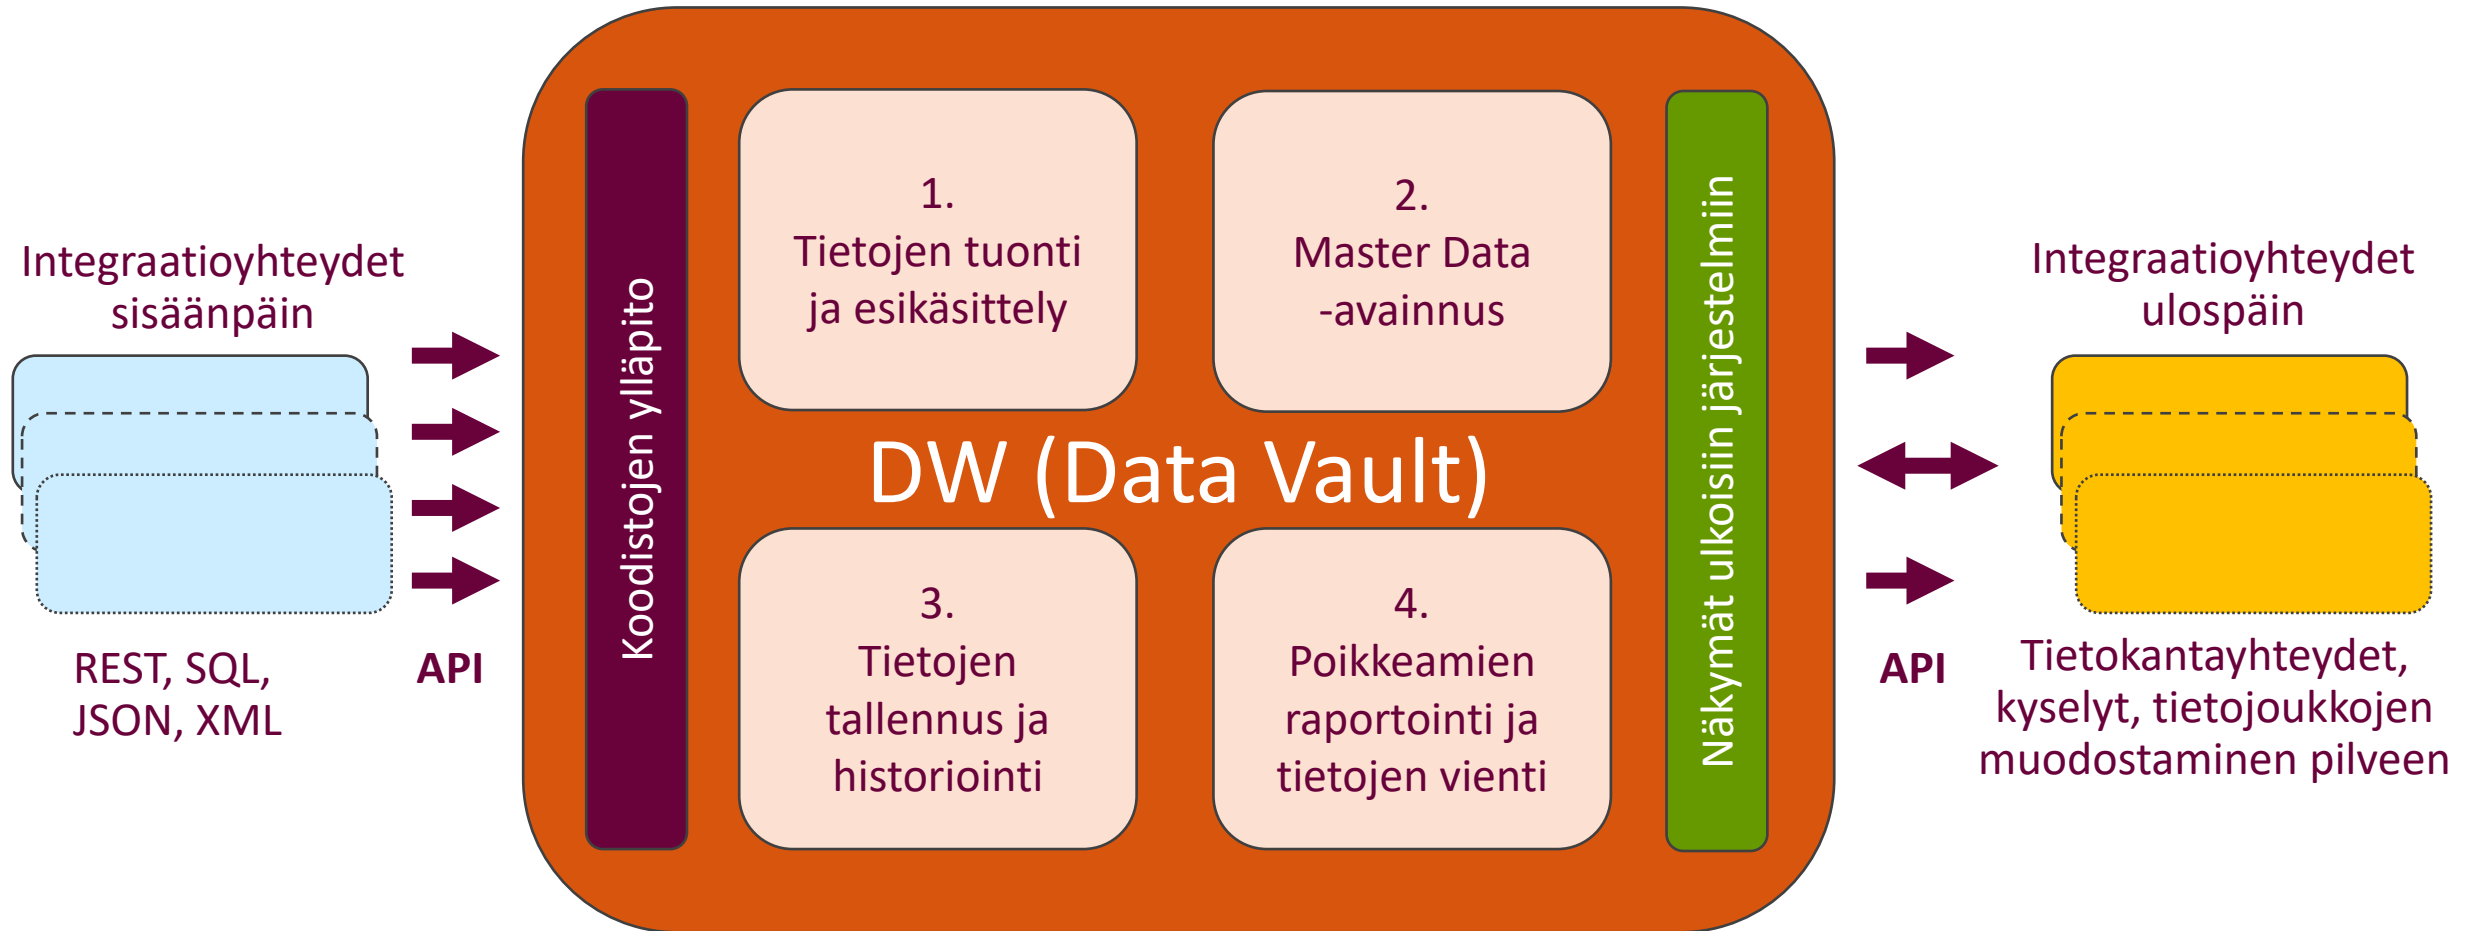 Integraatioyhteydet
sisäänpäin
REST, SQL,
JSON, XML
API
Koodistojen ylläpito
1.
Tietojen tuonti
ja esikäsittely
2.
Master Data
-avainnus
DW (Data Vault)
3.
Tietojen
tallennus ja
historiointi
4.
Poikkeamien
raportointi ja
tietojen vienti
Näkymät ulkoisiin järjestelmiin
API
Integraatioyhteydet
ulospäin
Tietokantayhteydet,
kyselyt, tietojoukkojen
muodostaminen pilveen